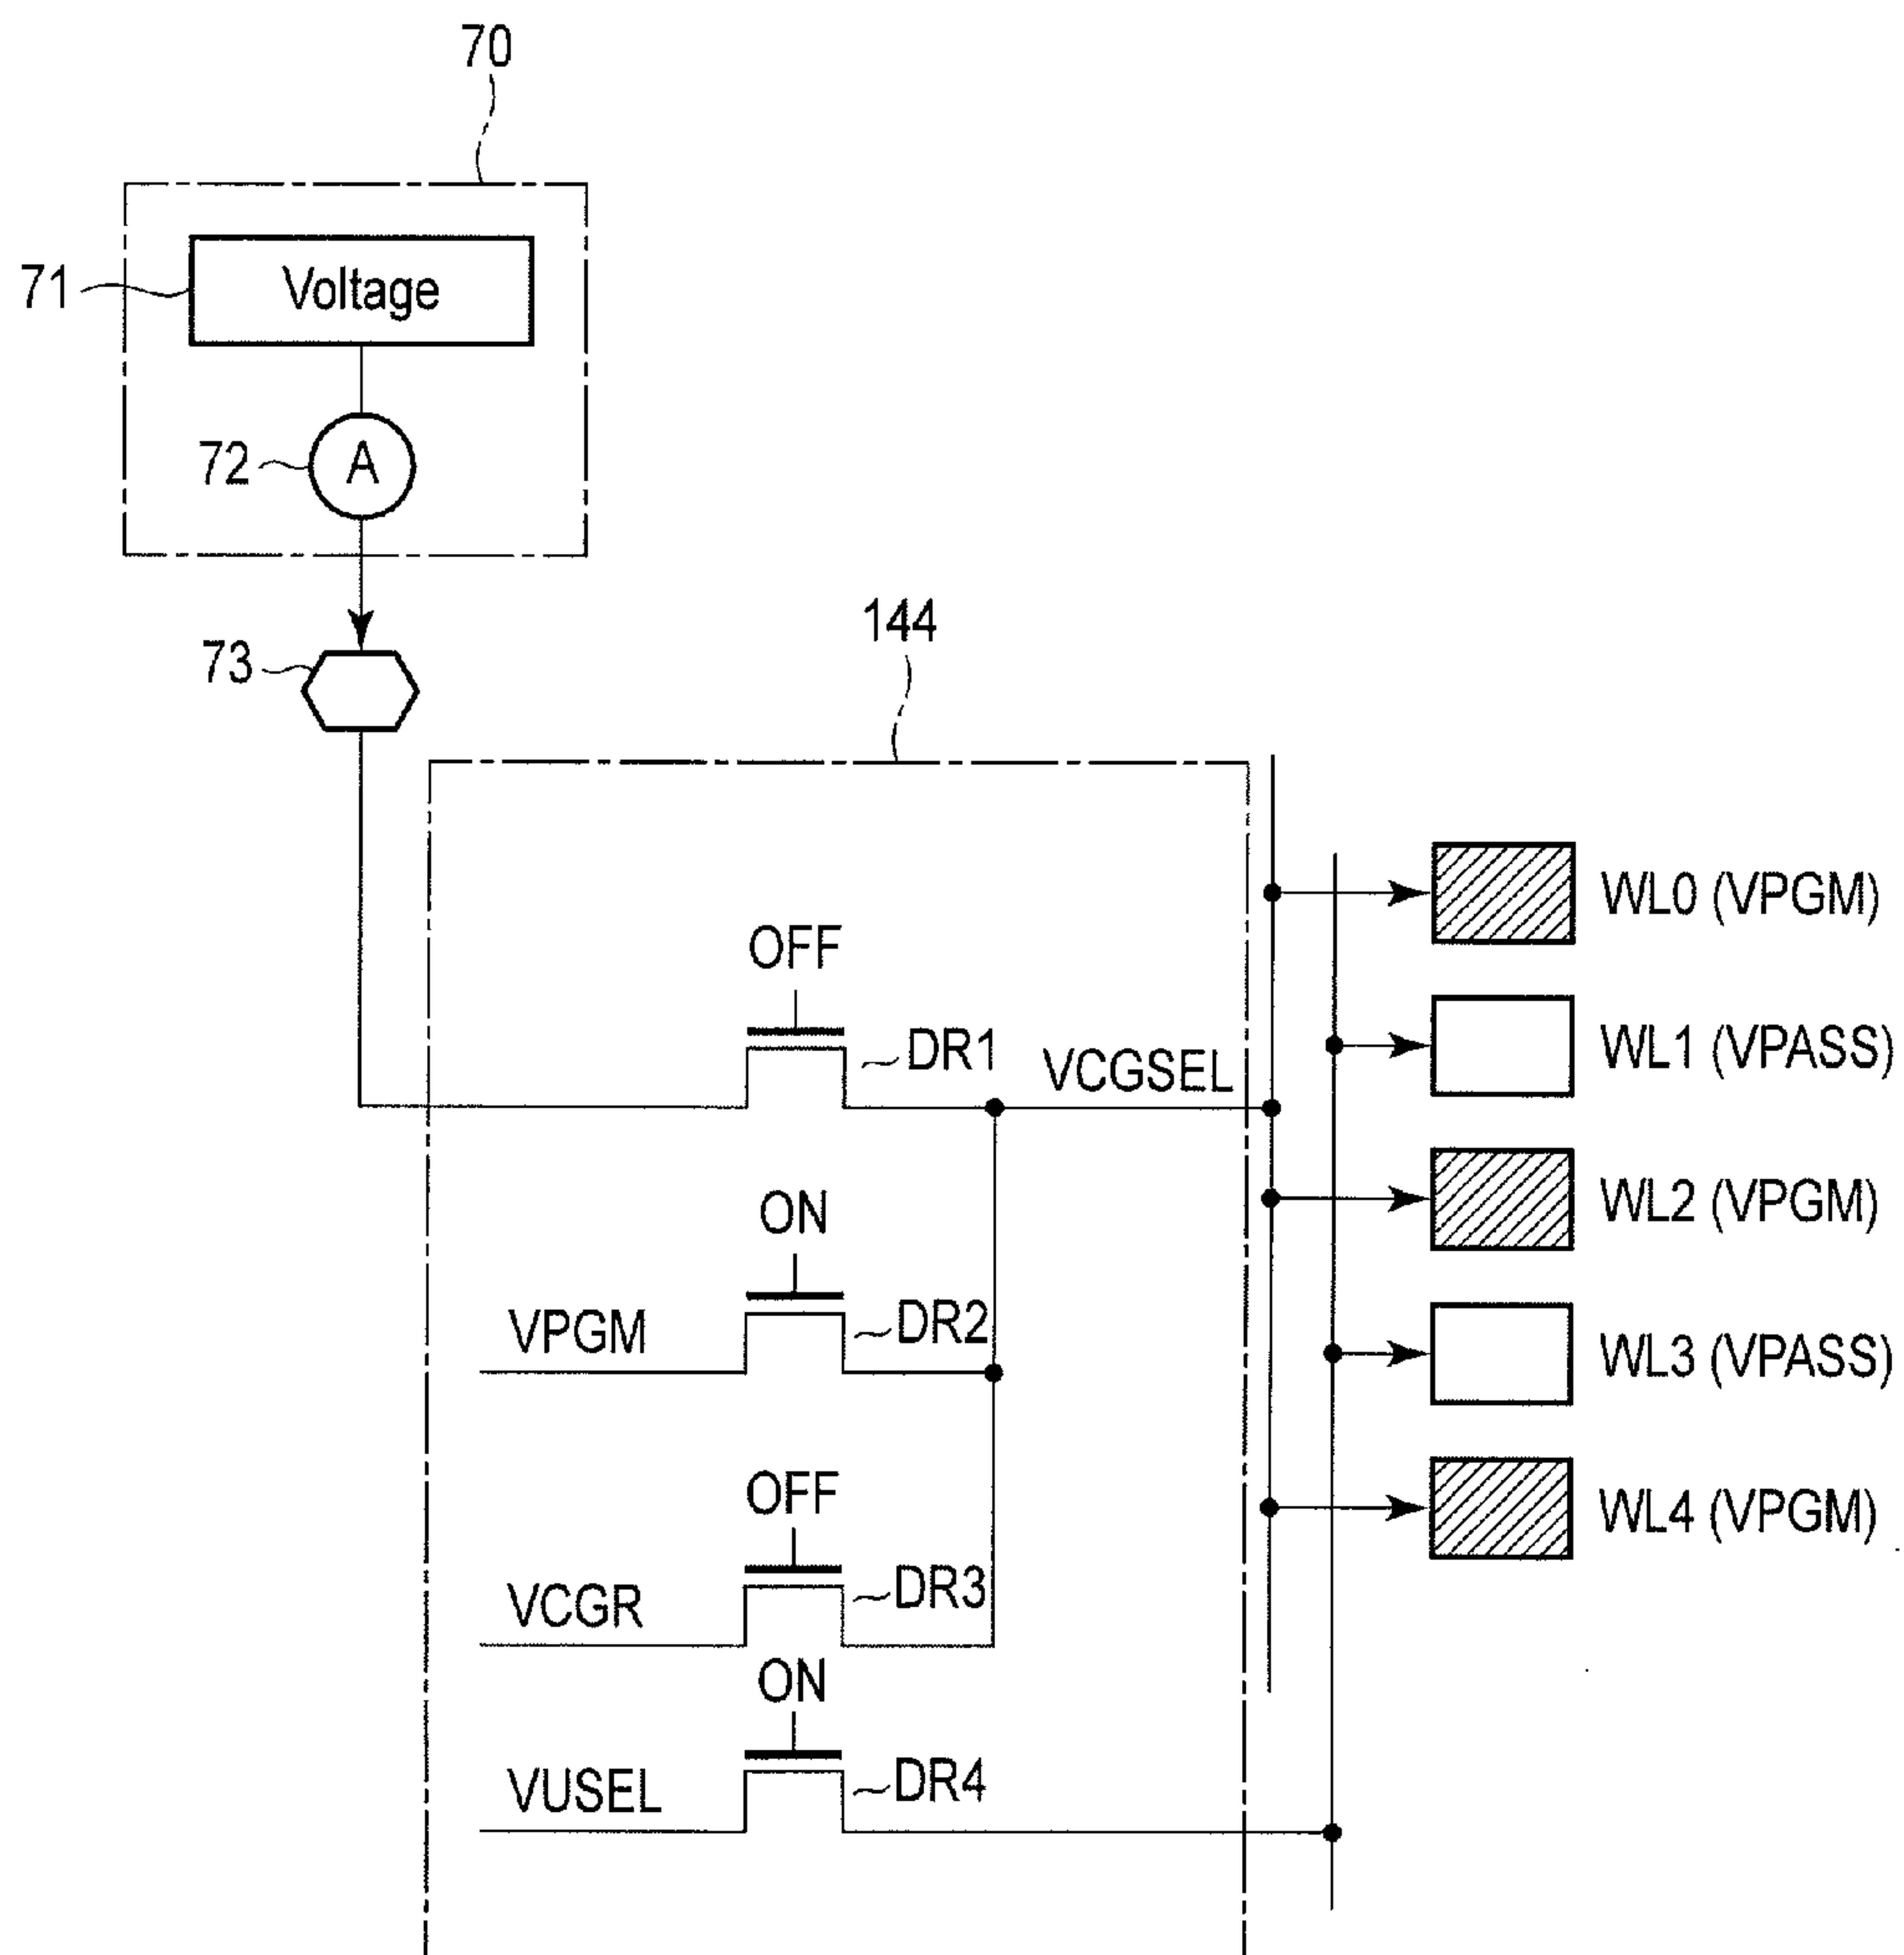 70
71
Voltage
72
A
73
144
WL0 (VPGM)
OFF
DR1
VCGSEL
WL1 (VPASS)
ON
WL2 (VPGM)
VPGM
DR2
WL3 (VPASS)
OFF
WL4 (VPGM)
VCGR
DR3
ON
VUSEL
DR4